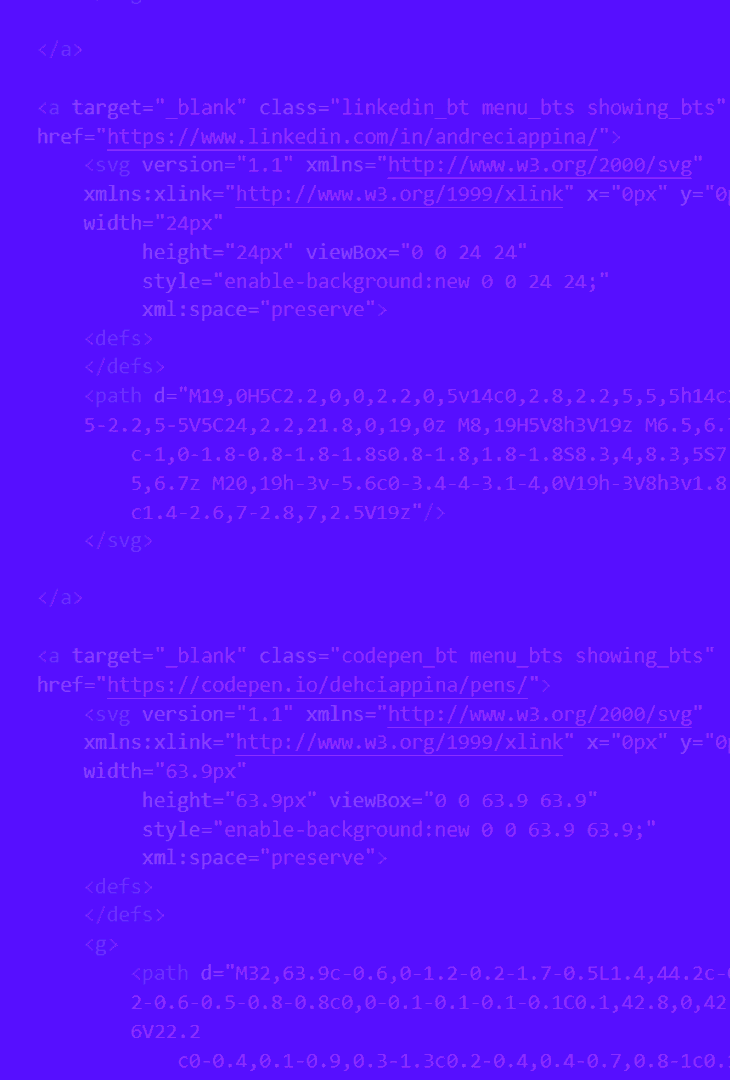 </a>
<a target="_blank" class="linkedin_bt menu_bts showing_bts"
href="https://www.linkedin.com/in/andreciappina/">
<svg version="1.1" xmlns="http://www.w3.org/2000/svg"
xmlns:xlink="http://www.w3.org/1999/xlink" x="0px" y="0p
width="24px"
height="24px" viewBox="0 0 24 24"
style="enable-background:new 0 0 24 24;"
xml:space="preserve">
<defs>
</defs>
<path d="M19,0H5C2.2,0,0,2.2,0,5v14c0,2.8,2.2,5,5,5h14c
5-2.2,5-5V5C24,2.2,21.8,0,19,0z M8,19H5V8h3V19z M6.5,6.
c-1,0-1.8-0.8-1.8-1.8s0.8-1.8,1.8-1.8S8.3,4,8.3,5S7
5,6.7z M20,19h-3v-5.6c0-3.4-4-3.1-4,0V19h-3V8h3v1.8
c1.4-2.6,7-2.8,7,2.5V19z"/>
</svg>
</a>
<a target="_blank" class="codepen_bt menu_bts showing_bts"
href="https://codepen.io/dehciappina/pens/">
<svg version="1.1" xmlns="http://www.w3.org/2000/svg"
xmlns:xlink="http://www.w3.org/1999/xlink" x="0px" y="0p
width="63.9px"
height="63.9px" viewBox="0 0 63.9 63.9"
style="enable-background:new 0 0 63.9 63.9;"
xml:space="preserve">
<defs>
</defs>
<g>
<path d="M32,63.9c-0.6,0-1.2-0.2-1.7-0.5L1.4,44.2c-
2-0.6-0.5-0.8-0.8c0,0-0.1-0.1-0.1-0.1C0.1,42.8,0,42
6V22.2
c0-0.4,0.1-0.9,0.3-1.3c0.2-0.4,0.4-0.7,0.8-1c0.